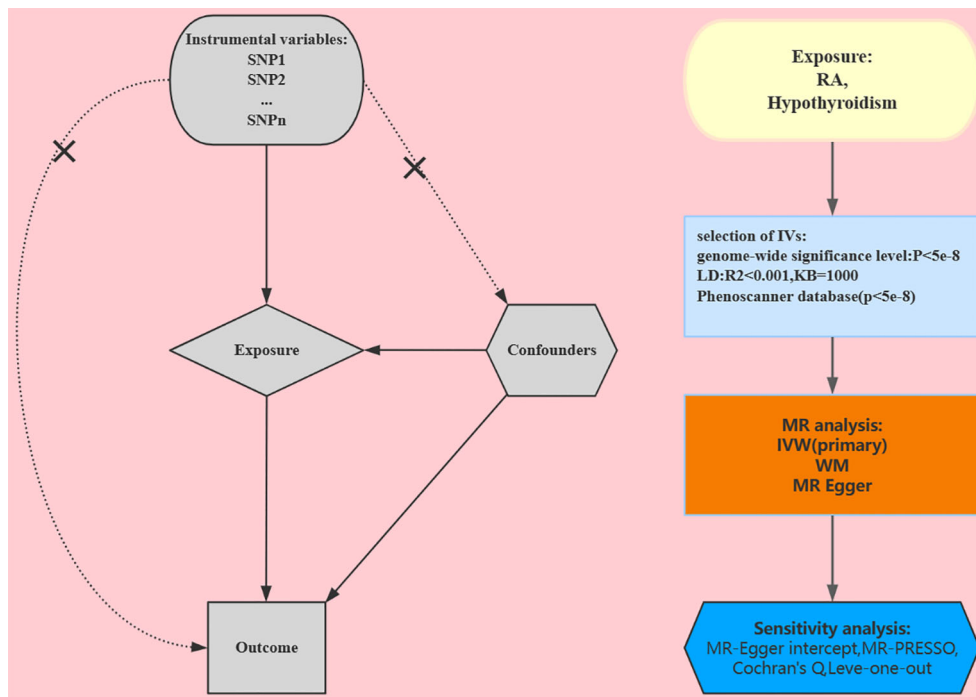 Instrumental variables:
SNP1
SNP2
...
SNPn
Exposure
Confounders
Outcome
Exposure:
RA,
Hypothyroidism
selection of IVs:
genome-wide significance level:P<5e-8
LD:R2<0.001,KB=1000
Phenoscanner database(p<5e-8)
MR analysis:
IVW(primary)
WM
MR Egger
Sensitivity analysis:
MR-Egger intercept,MR-PRESSO,
Cochran's Q,Leve-one-out